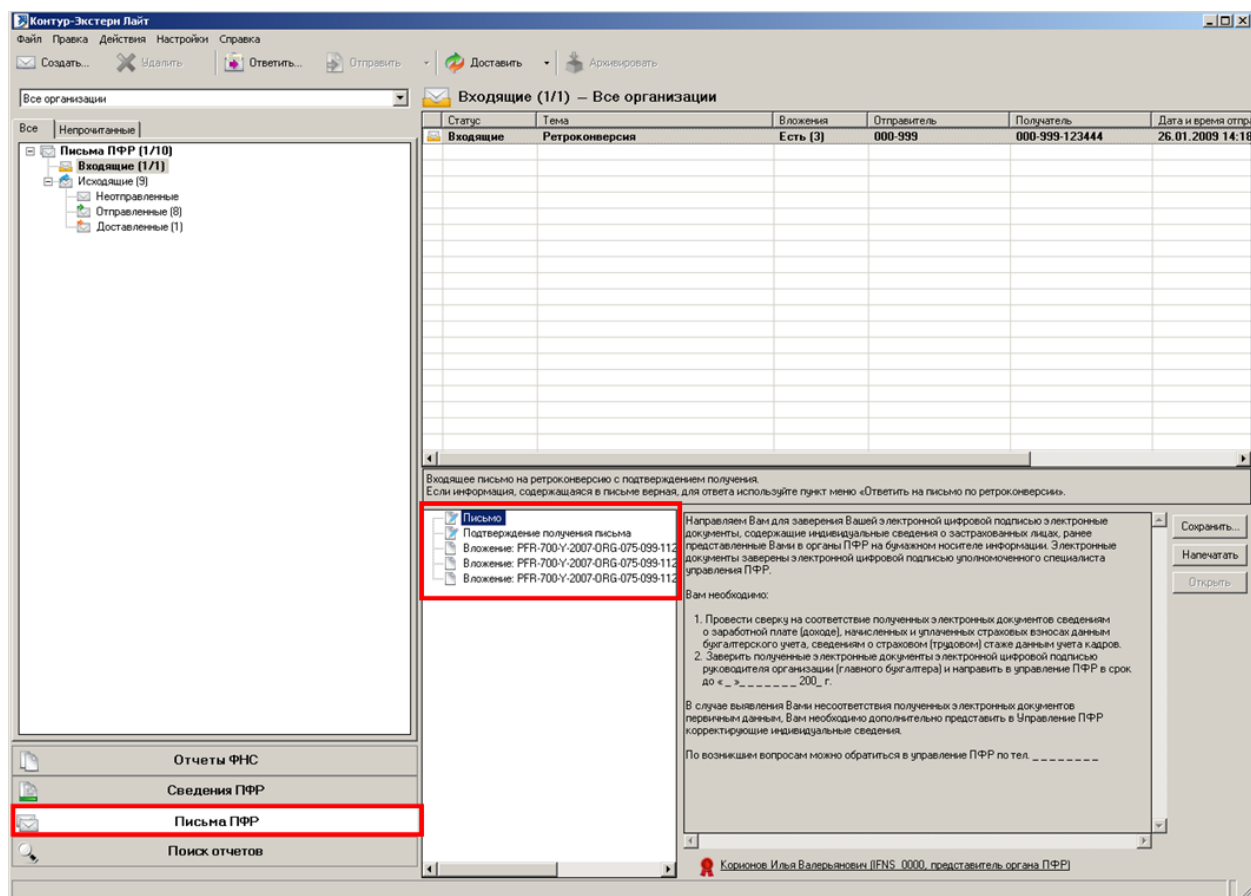 Контур-Экстерн Лайт
Файл Правка Действия Настройки Справка
Создать... Удалить Ответить... Отправить Доставить Архивировать
Все организации
Входящие (1/1) – Все организации
Все Непрочитанные
Статус Тема Вложения Отправитель Получатель Дата и время отпра
Входящие Ретроконверсия Есть (3) 000-999 000-999-123444 26.01.2009 14:18
Письма ПФР (1/10)
Входящие (1/1)
Исходящие (9)
Неотправленные
Отправленные (8)
Доставленные (1)
Входящее письмо на ретроконверсию с подтверждением получения.
Если информация, содержащаяся в письме верная, для ответа используйте пункт меню «Ответить на письмо по ретроконверсии».
Письмо
Подтверждение получения письма
Вложение: PFR-700-Y-2007-ORG-075-099-112
Вложение: PFR-700-Y-2007-ORG-075-099-112
Вложение: PFR-700-Y-2007-ORG-075-099-112
Направляем Вам для заверения Вашей электронной цифровой подписью электронные
документы, содержащие индивидуальные сведения о застрахованных лицах, ранее
представленные Вами в органы ПФР на бумажном носителе информации. Электронные
документы заверены электронной цифровой подписью уполномоченного специалиста
управления ПФР.
Вам необходимо:
1. Провести сверку на соответствие полученных электронных документов сведениям
о заработной плате (доходе), начисленных и уплаченных страховых взносах данным
бухгалтерского учета, сведениям о страховом (трудовом) стаже данным учета кадров.
2. Заверить полученные электронные документы электронной цифровой подписью
руководителя организации (главного бухгалтера) и направить в управление ПФР в срок
до « _ »_ _ _ _ _ _ _ 200_ г.
В случае выявления Вами несоответствия полученных электронных документов
первичным данным, Вам необходимо дополнительно представить в Управление ПФР
корректирующие индивидуальные сведения.
По возникшим вопросам можно обратиться в управление ПФР по тел. _ _ _ _ _ _ _ _
Сохранить...
Напечатать
Открыть
Отчеты ФНС
Сведения ПФР
Письма ПФР
Поиск отчетов
Корионов Илья Валерьянович (IFNS_0000, представитель органа ПФР)